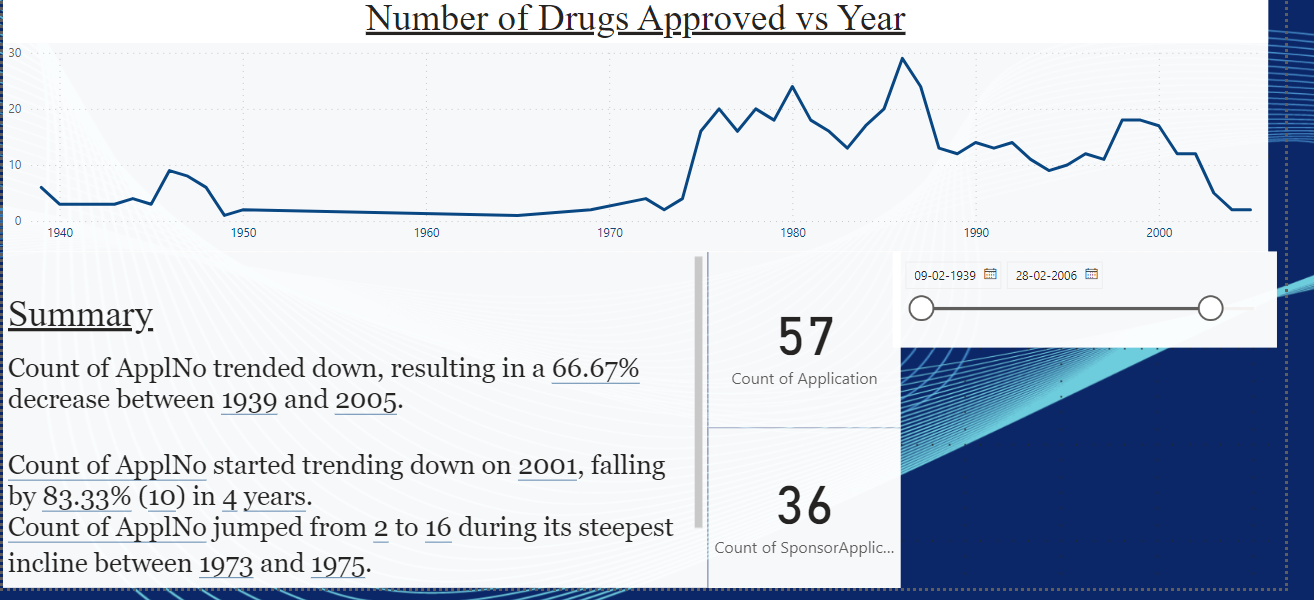 Number of Drugs Approved vs Year
30
20
10
0
1940 1950 1960 1970 1980 1990 2000
Summary
Count of ApplNo trended down, resulting in a 66.67%
decrease between 1939 and 2005.
Count of ApplNo started trending down on 2001, falling
by 83.33% (10) in 4 years.
Count of ApplNo jumped from 2 to 16 during its steepest
incline between 1973 and 1975.
57
Count of Application
36
Count of SponsorApplic...
09-02-1939 28-02-2006